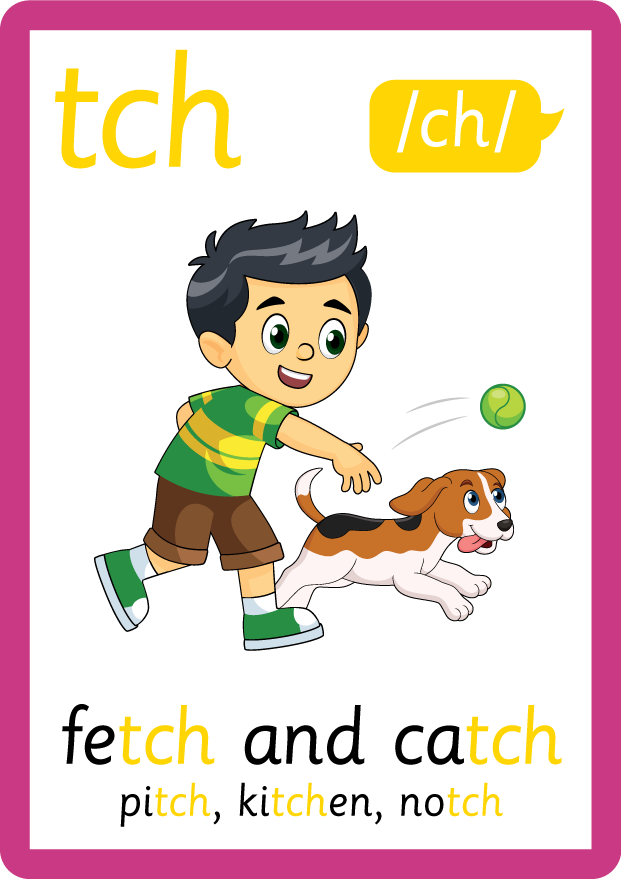 tch
/ch/
fetch and catch
pitch, kitchen, notch